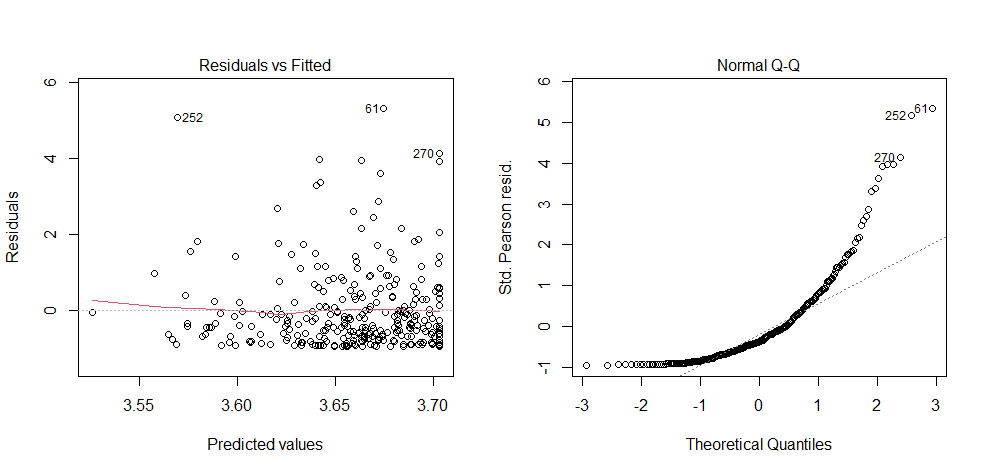 Residuals vs Fitted
Residuals
6
4
2
0
252
61
270
3.55 3.60 3.65 3.70
Predicted values
Normal Q-Q
Std. Pearson resid.
6
5
4
3
2
1
0
-1
252
61
270
-3 -2 -1 0 1 2 3
Theoretical Quantiles